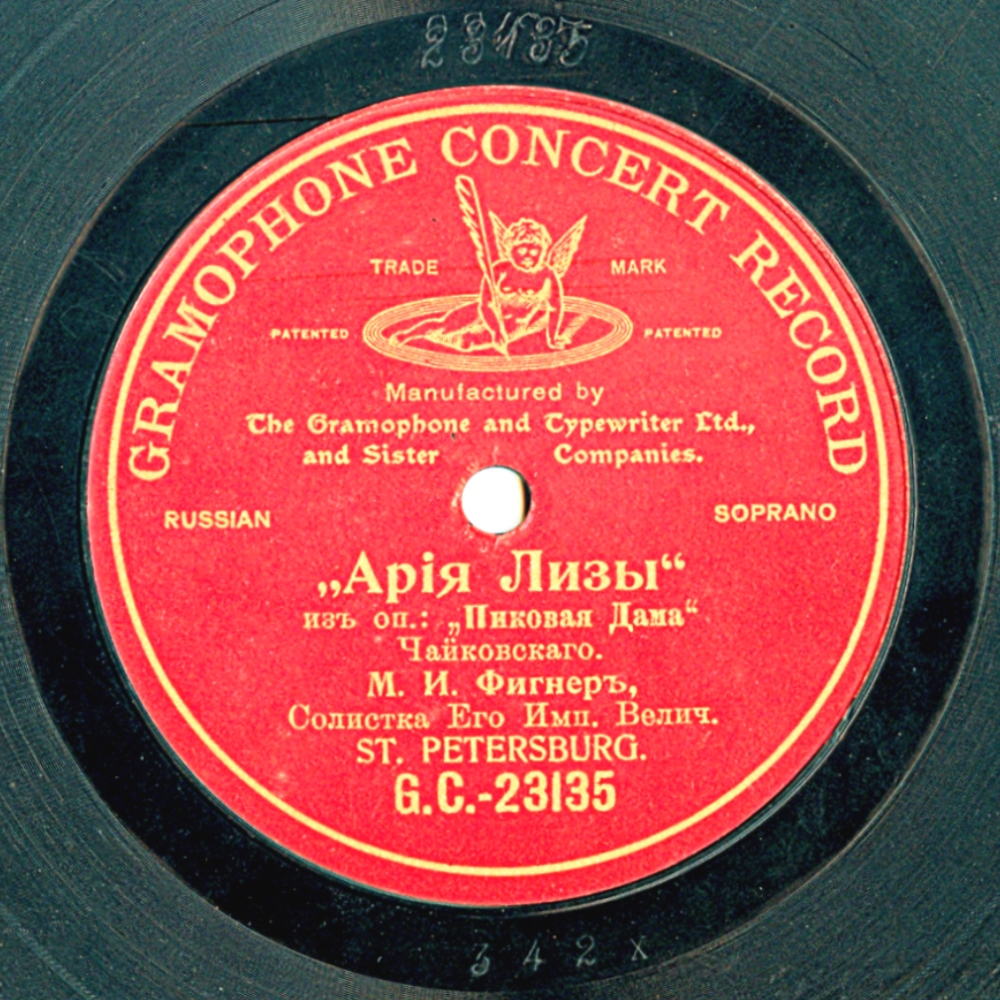 23135
GRAMOPHONE CONCERT RECORD
TRADE MARK
PATENTED PATENTED
Manufactured by
The Gramophone and Typewriter Ltd.,
and Sister Companies.
RUSSIAN SOPRANO
„Арія Лизы“
изъ оп.: „Пиковая Дама“
Чайковскаго.
М. И. Фигнеръ,
Солистка Его Имп. Велич.
ST. PETERSBURG.
G.C.-23135
342x